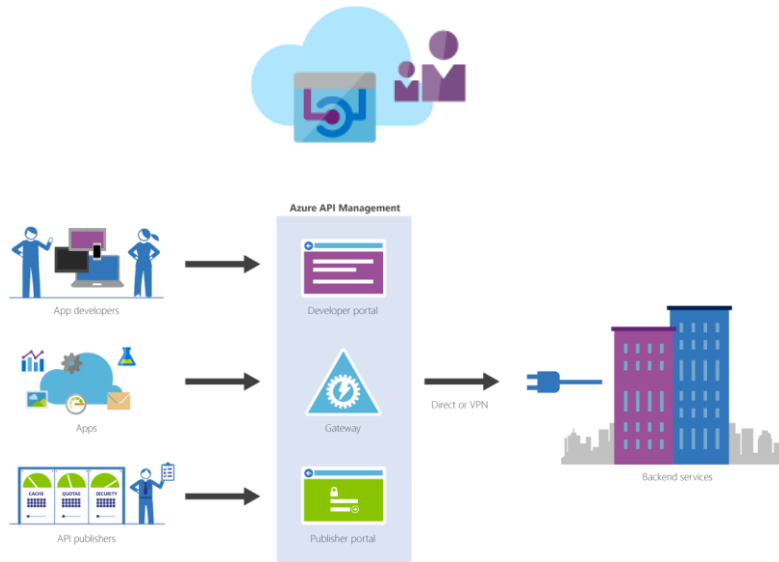 Azure API Management
App developers
Developer portal
Apps
Gateway
Direct or VPN
Backend services
CACHE
QUOTAS
SECURITY
API publishers
Publisher portal